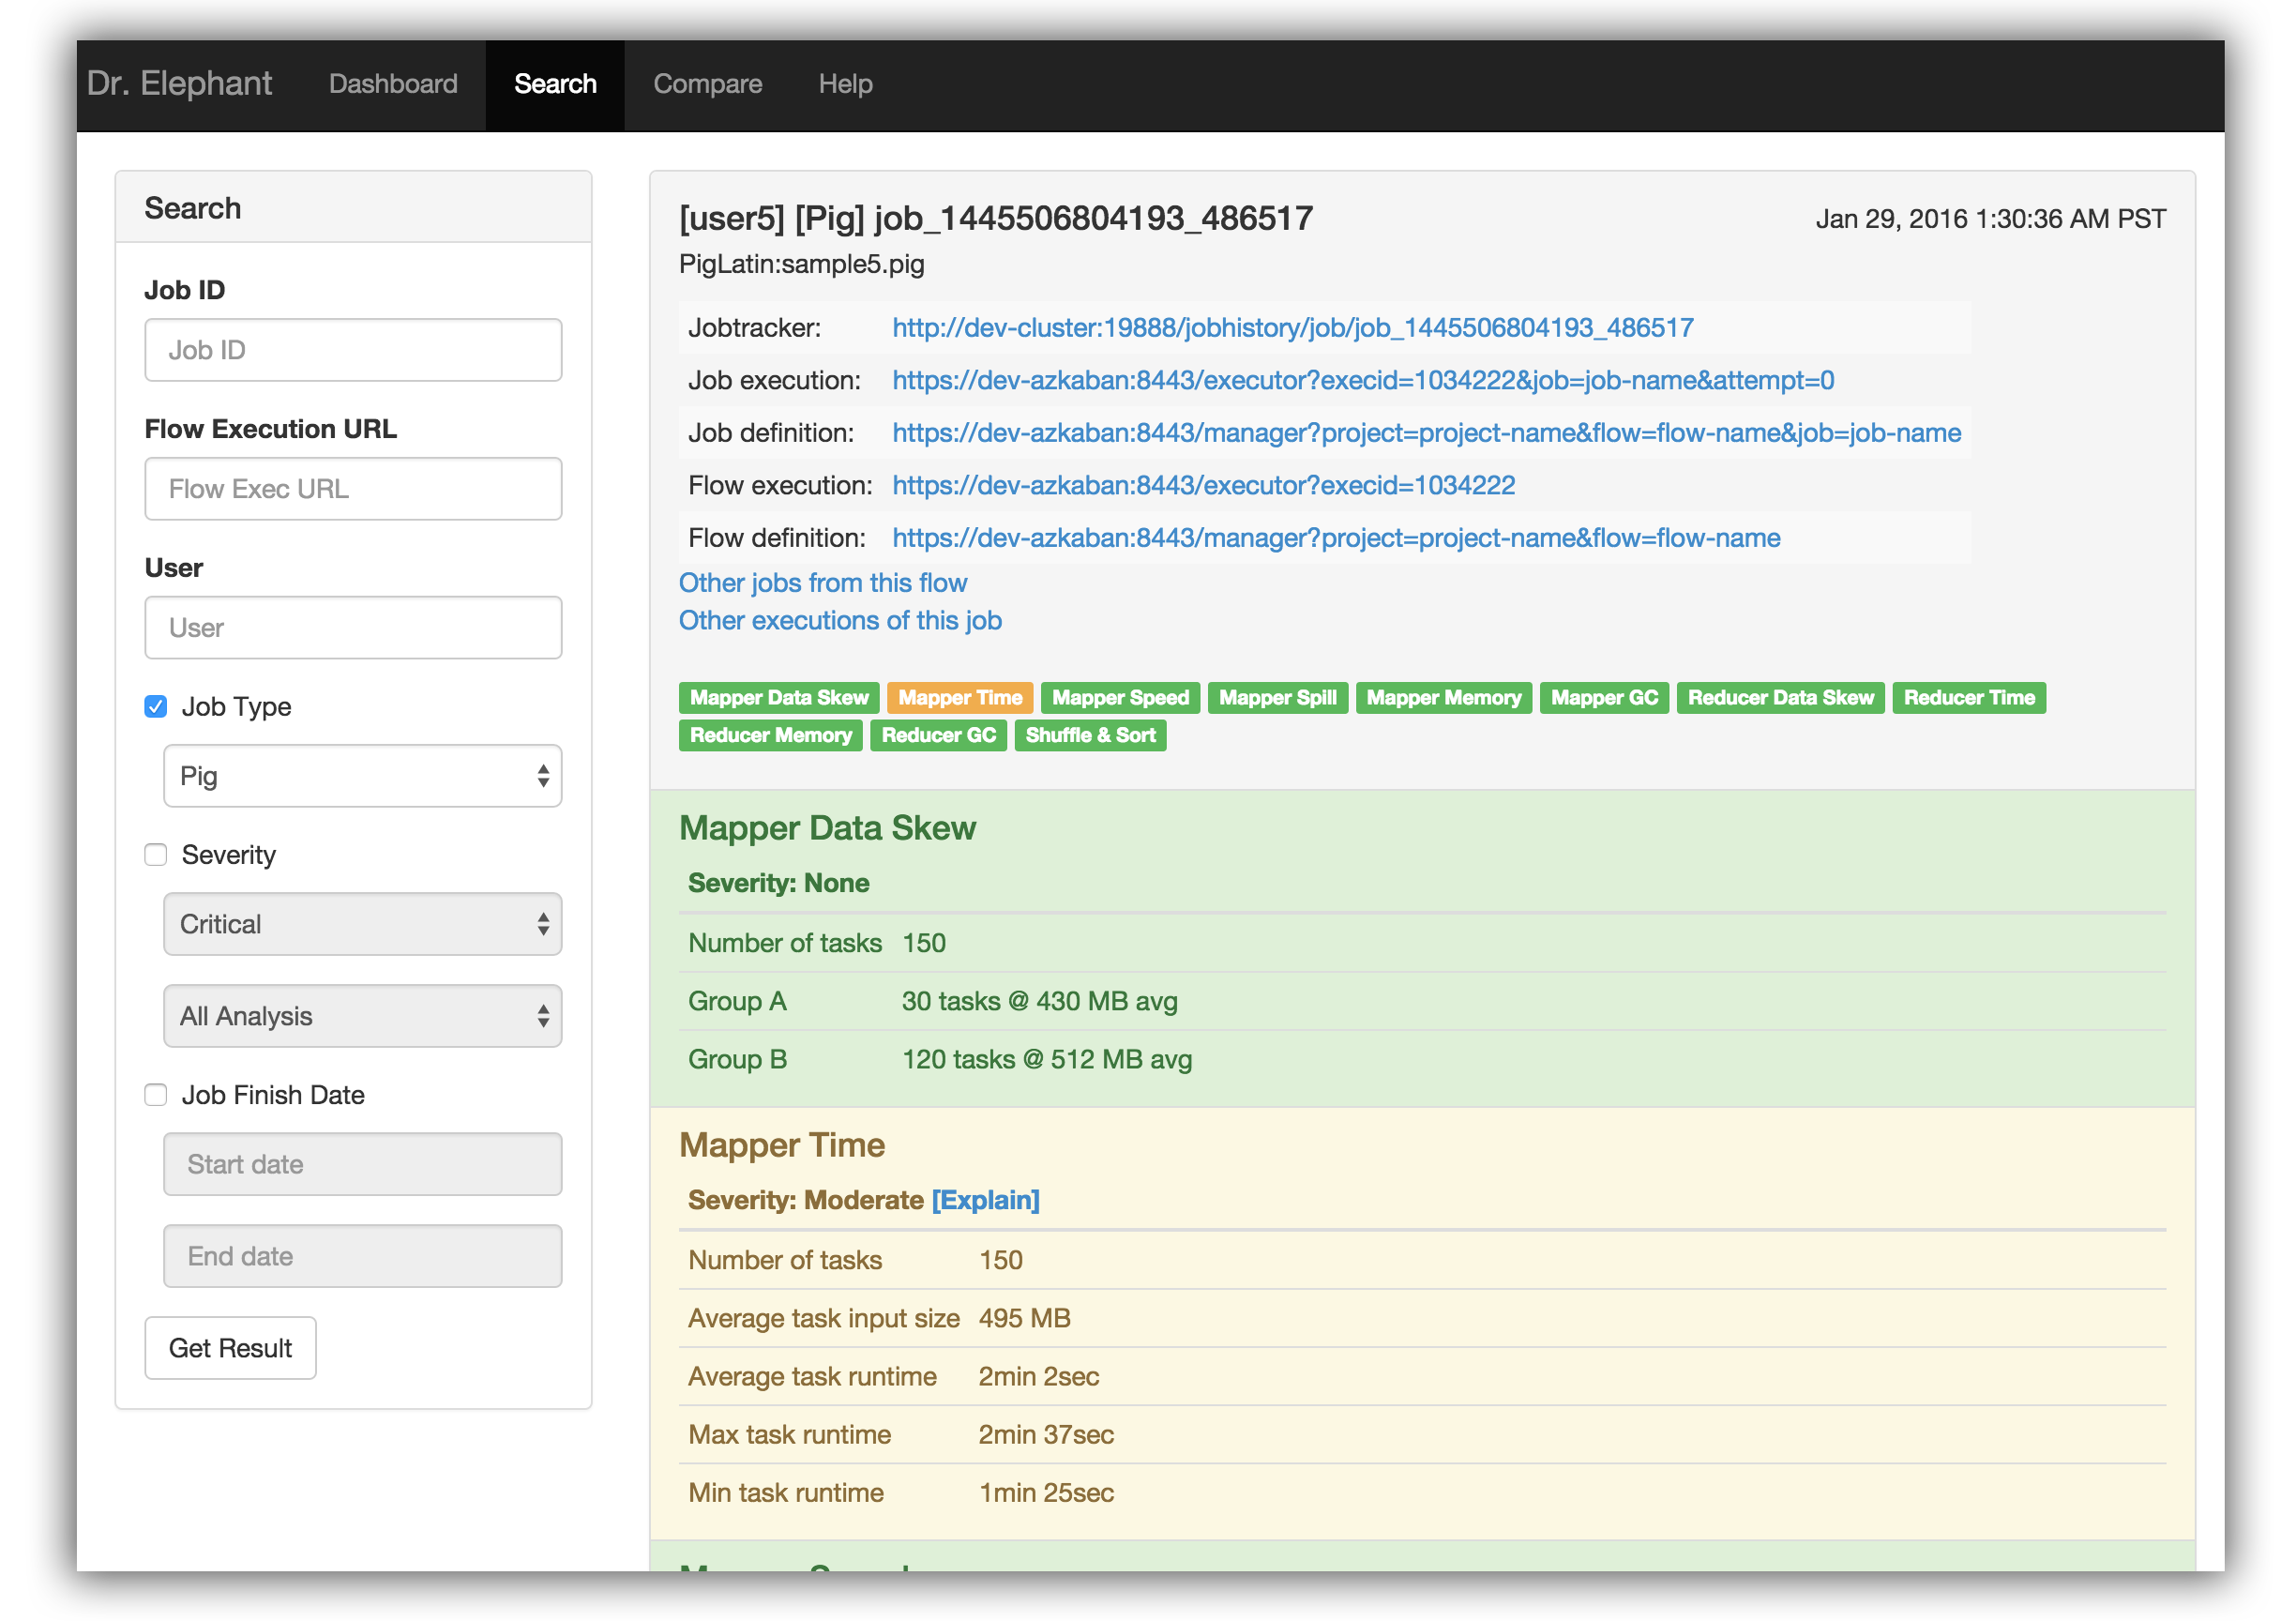 Dr. Elephant Dashboard Search Compare Help
Search
Job ID
Job ID
Flow Execution URL
Flow Exec URL
User
User
Job Type
Pig
Severity
Critical
All Analysis
Job Finish Date
Start date
End date
Get Result
[user5] [Pig] job_1445506804193_486517 Jan 29, 2016 1:30:36 AM PST
PigLatin:sample5.pig
Jobtracker: http://dev-cluster:19888/jobhistory/job/job_1445506804193_486517
Job execution: https://dev-azkaban:8443/executor?execid=1034222&job=job-name&attempt=0
Job definition: https://dev-azkaban:8443/manager?project=project-name&flow=flow-name&job=job-name
Flow execution: https://dev-azkaban:8443/executor?execid=1034222
Flow definition: https://dev-azkaban:8443/manager?project=project-name&flow=flow-name
Other jobs from this flow
Other executions of this job
Mapper Data Skew Mapper Time Mapper Speed Mapper Spill Mapper Memory Mapper GC Reducer Data Skew Reducer Time
Reducer Memory Reducer GC Shuffle & Sort
Mapper Data Skew
Severity: None
Number of tasks 150
Group A 30 tasks @ 430 MB avg
Group B 120 tasks @ 512 MB avg
Mapper Time
Severity: Moderate [Explain]
Number of tasks 150
Average task input size 495 MB
Average task runtime 2min 2sec
Max task runtime 2min 37sec
Min task runtime 1min 25sec